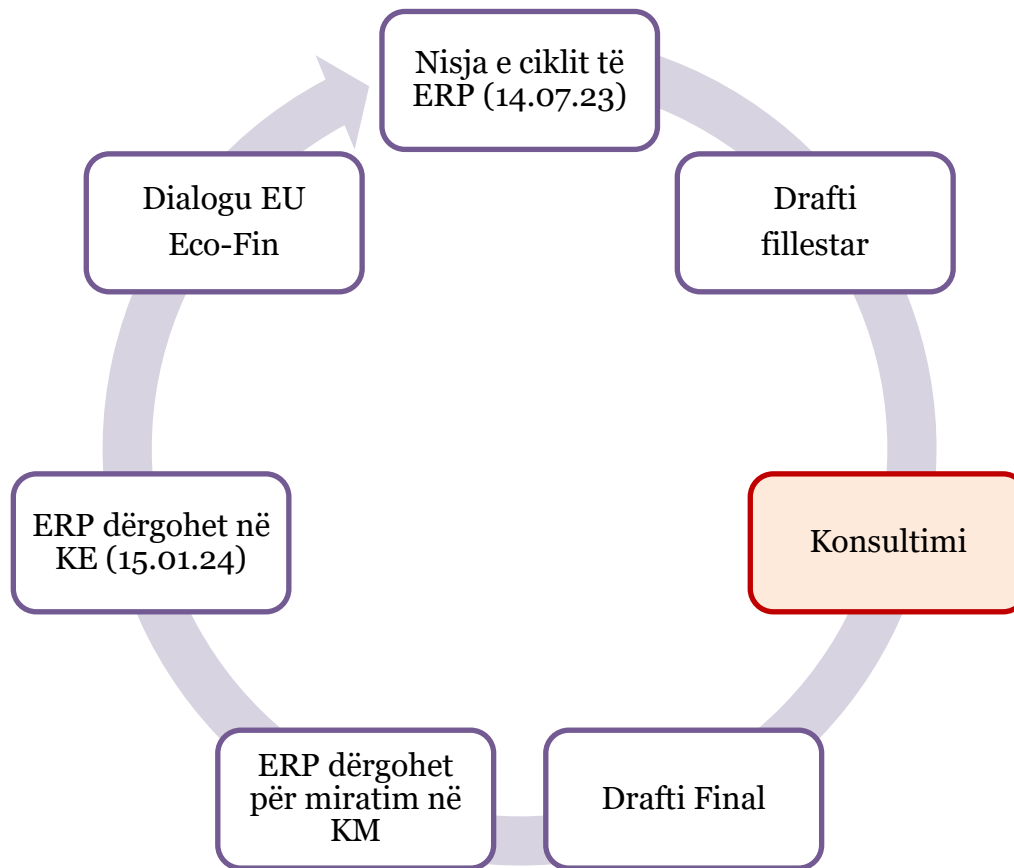 Nisja e ciklit të
ERP (14.07.23)
Drafti
fillestar
Konsultimi
Drafti Final
ERP dërgohet
për miratim në
KM
ERP dërgohet në
KE (15.01.24)
Dialogu EU
Eco-Fin